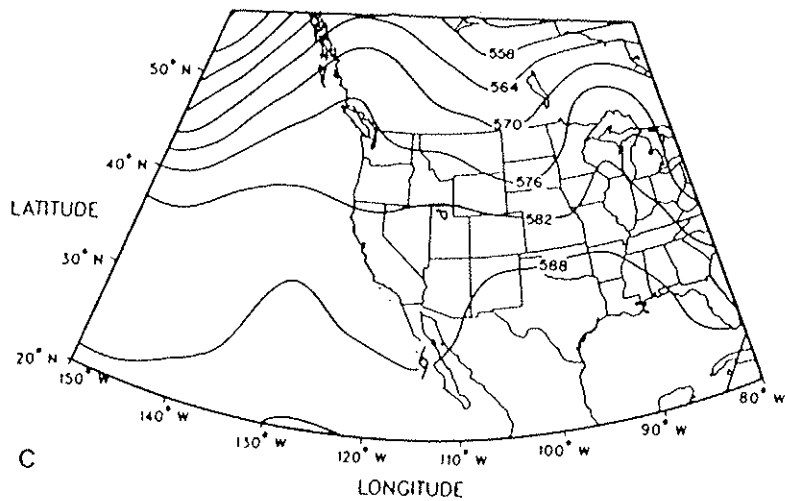 558
50° N
564
570
40° N
576
LATITUDE
582
30° N
588
20° N
150° W
80° W
140° W
90° W
130° W
120° W
110° W
100° W
C
LONGITUDE